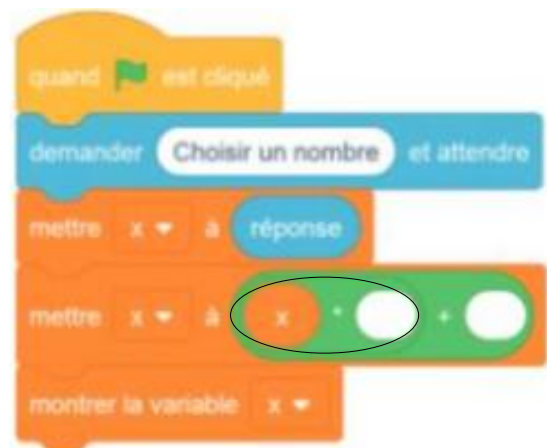 quand est cliqué
demander Choisir un nombre et attendre
mettre x à réponse
mettre x à x * +
montrer la variable x